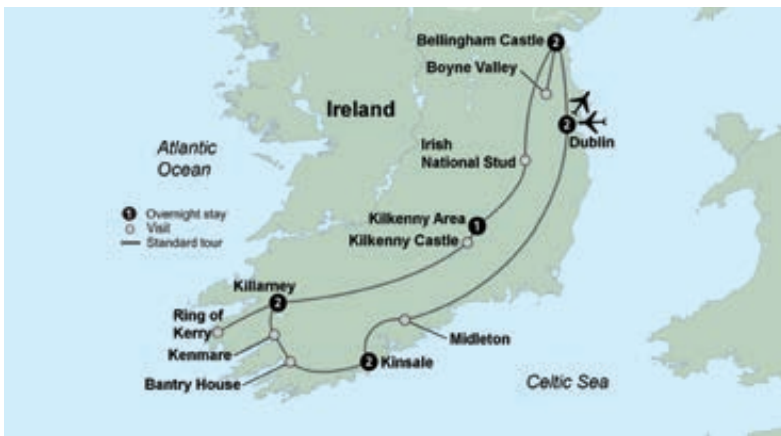 Bellingham Castle 2
Boyne Valley
Ireland
2
Dublin
Atlantic
Ocean
Irish
National Stud
1 Overnight stay
Visit
Standard tour
Kilkenny Area 1
Kilkenny Castle
Killarney
2
Ring of
Kerry
Kenmare
Midleton
Bantry House
2 Kinsale
Celtic Sea